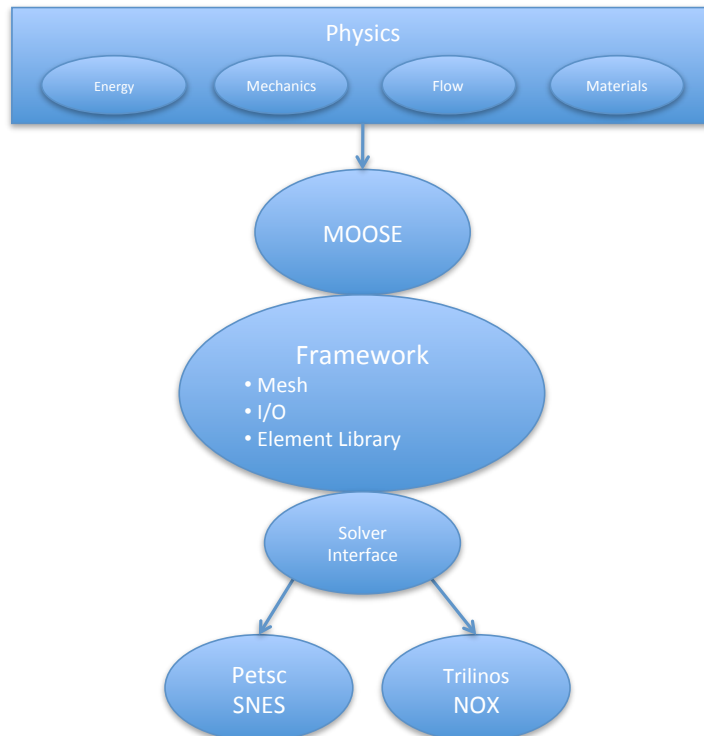 Physics
Energy Mechanics Flow Materials
MOOSE
Framework
• Mesh
• I/O
• Element Library
Solver
Interface
Petsc
SNES
Trilinos
NOX